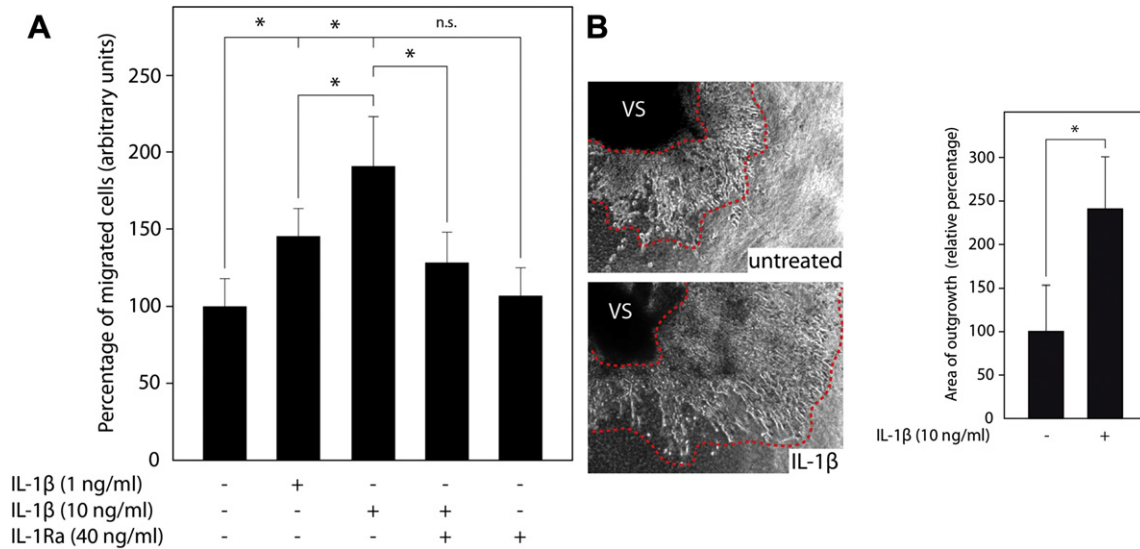 A
* * n.s.
* *
Percentage of migrated cells (arbitrary units)
250
200
150
100
50
0
IL-1β (1 ng/ml) - + - - -
IL-1β (10 ng/ml) - - + + -
IL-1Ra (40 ng/ml) - - - + +
B
VS
untreated
VS
IL-1β
*
Area of outgrowth (relative percentage)
300
250
200
150
100
50
0
IL-1β (10 ng/ml) - +